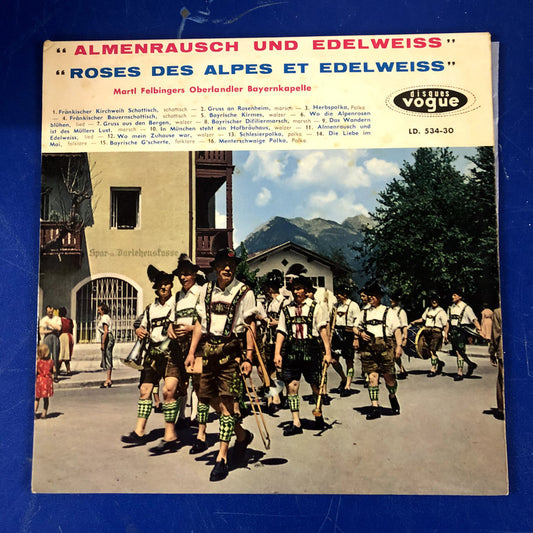 “ ALMENRAUSCH UND EDELWEISS”
“ ROSES DES ALPES ET EDELWEISS”
Martl Felbingers Oberlandler Bayernkapelle
disques
vogue
LD. 534-30
1. Fränkischer Kirchweih Schottisch, schottisch — 2. Gruss an Rosenheim, marsch — 3. Herbspolka, Polka
— 4. Fränkischer Bauernschottisch, schottisch — 5. Bayrische Kirmes, walzer — 6. Wo die Alpenrosen
blühen, lied — 7. Gruss aus den Bergen, walzer — 8. Bayrischer Defiliermarsch, marsch — 9. Das Wandern
ist des Müllers Lust, marsch — 10. In München steht ein Hofbräuhaus, walzer — 11. Almenrausch und
Edelweiss, lied — 12. Wo mein Zuhause war, walzer — 13. Schleierpolka, polka — 14. Die Liebe im
Mai, folklore — 15. Bayrische G'scherte, folklore — 16. Menterschwaige Polka, Polka
Spar- u. Darlehenskasse